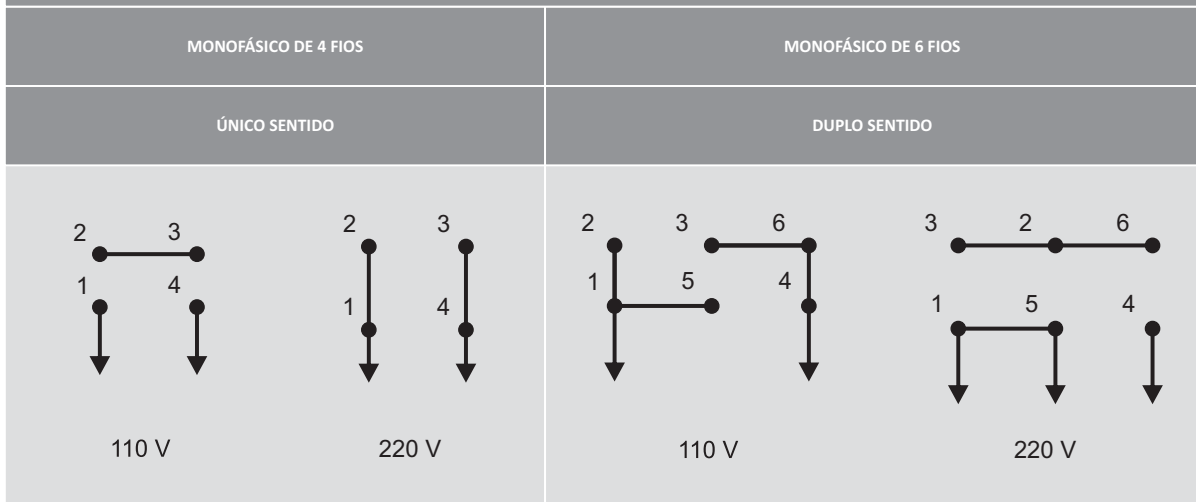 MONOFÁSICO DE 4 FIOS
MONOFÁSICO DE 6 FIOS
ÚNICO SENTIDO
DUPLO SENTIDO
2 3
1 4
110 V
2 3
1 4
220 V
2 3 6
1 5 4
110 V
3 2 6
1 5 4
220 V